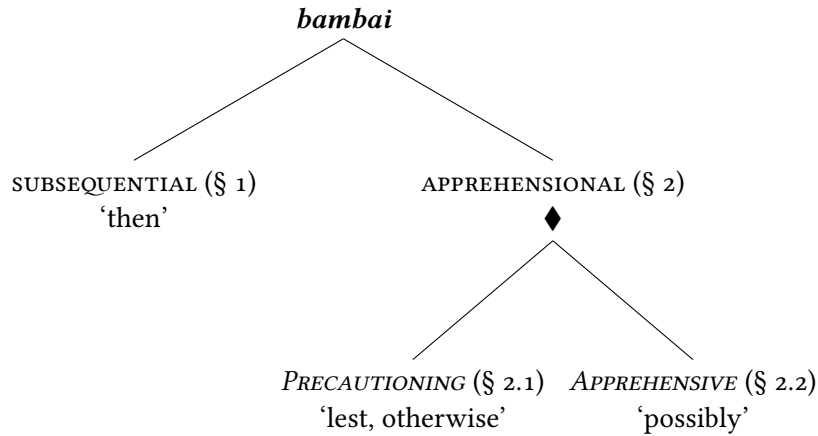 bambai
SUBSEQUENTIAL (§ 1) APPREHENSIONAL (§ 2)
‘then’ ♦
PRECAUTIONING (§ 2.1) APPREHENSIVE (§ 2.2)
‘lest, otherwise’ ‘possibly’